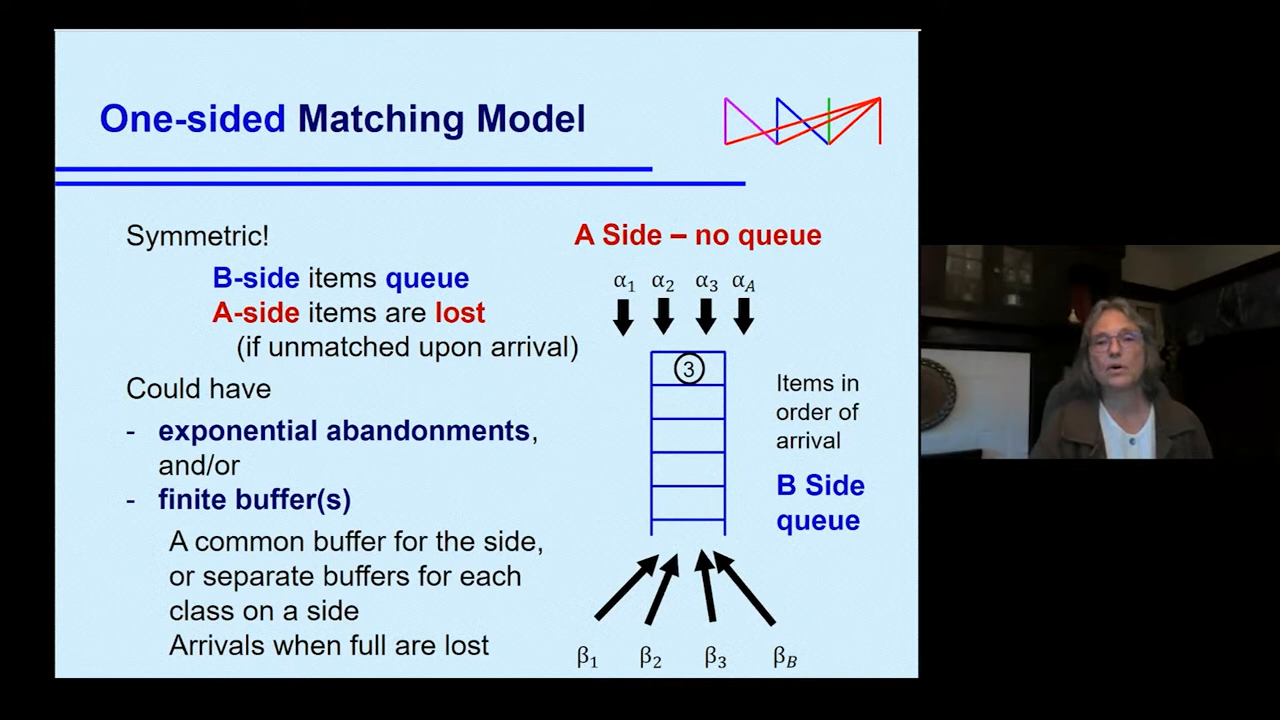 One-sided Matching Model
Symmetric!
B-side items queue
A-side items are lost
(if unmatched upon arrival)
Could have
- exponential abandonments,
and/or
- finite buffer(s)
A common buffer for the side,
or separate buffers for each
class on a side
Arrivals when full are lost
A Side – no queue
α₁ α₂ α₃ α_A
3
Items in
order of
arrival
B Side
queue
β₁ β₂ β₃ β_B